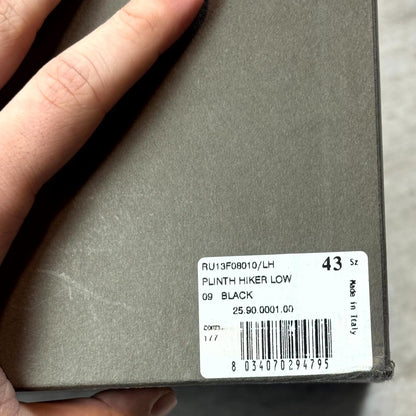 RU13F08010/LH 43 Sz
PLINTH HIKER LOW
09 BLACK
25.90.0001.00
177
8 034070 294795
Made in Italy